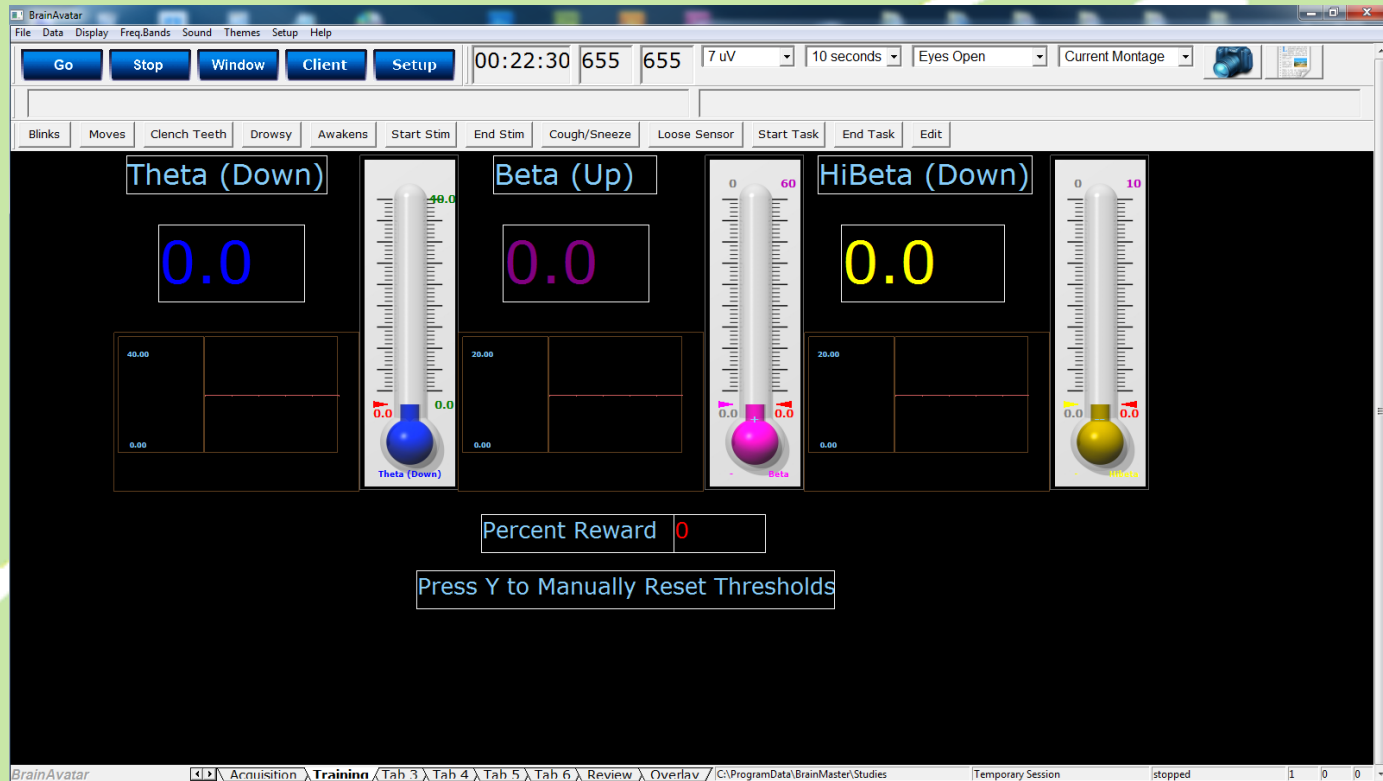 BrainAvatar
File Data Display Freq.Bands Sound Themes Setup Help
Go Stop Window Client Setup 00:22:30 655 655 7 uV 10 seconds Eyes Open Current Montage
Blinks Moves Clench Teeth Drowsy Awakens Start Stim End Stim Cough/Sneeze Loose Sensor Start Task End Task Edit
Theta (Down) Beta (Up) HiBeta (Down)
0 60 0 10
0.0 0.0 0.0
40.00 20.00 20.00
0.0 0.0 0.0 0.0 0.0 0.0
0.00 0.00 0.00
Theta (Down) - Beta HiBeta
Percent Reward 0
Press Y to Manually Reset Thresholds
BrainAvatar Acquisition Training Tab 3 Tab 4 Tab 5 Tab 6 Review Overlay C:\ProgramData\BrainMaster\Studies Temporary Session stopped 1 0 0